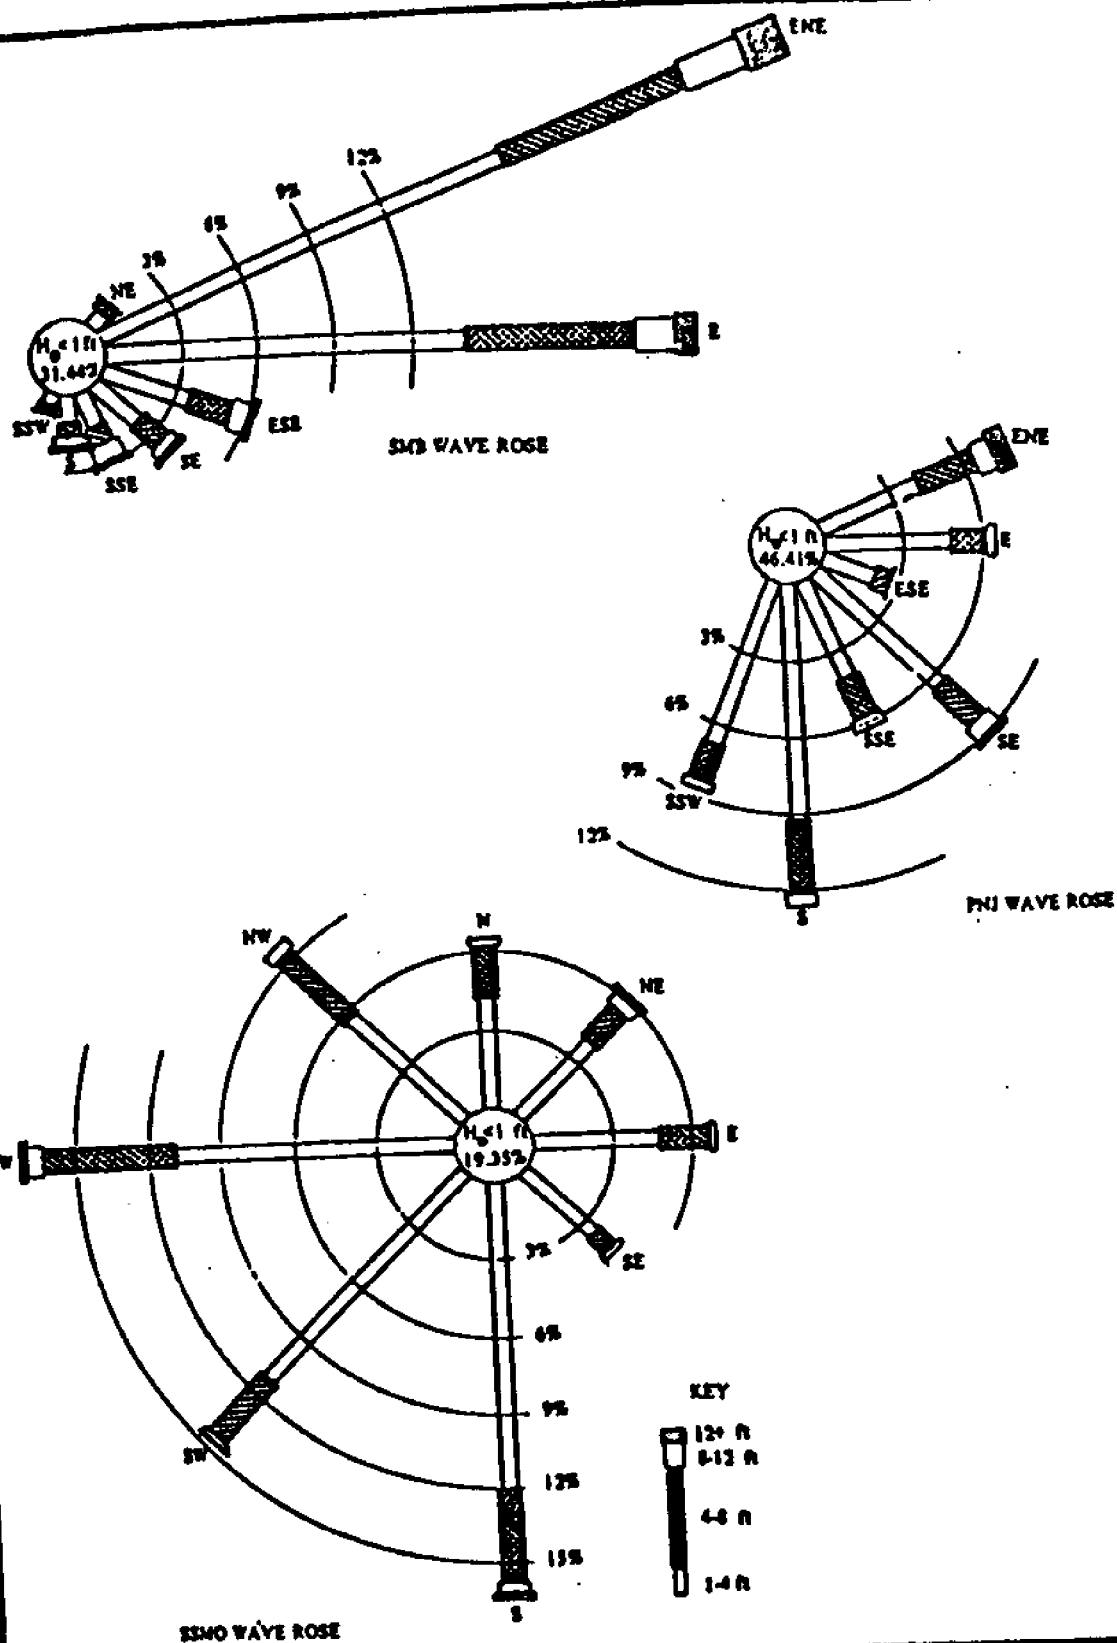 ENE
12%
9%
6%
3%
NE
H₀<1 ft
31.44%
E
ESE
SE
SSE
S
SSW
SMB WAVE ROSE
ENE
H₀<1 ft
46.41%
E
ESE
3%
6%
SSE
SE
9%
SSW
12%
S
PNJ WAVE ROSE
N
NW
NE
H₀<1 ft
19.35%
E
W
3%
SE
6%
KEY
9%
12+ ft
8-12 ft
SW
12%
4-8 ft
15%
1-4 ft
S
SSMO WAVE ROSE